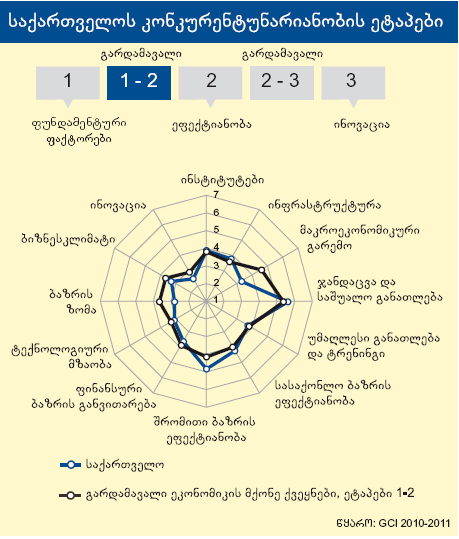 საქართველოს კონკურენტუნარიანობის ეტაპები
გარდამავალი გარდამავალი
1 1 - 2 2 2 - 3 3
ფუნდამენტური
ფაქტორები
ეფექტიანობა
ინოვაცია
ინსტიტუტები
ინფრასტრუქტურა
მაკროეკონომიკური
გარემო
ჯანდაცვა და
საშუალო განათლება
უმაღლესი განათლება
და ტრენინგი
სასაქონლო ბაზრის
ეფექტიანობა
შრომითი ბაზრის
ეფექტიანობა
ფინანსური
ბაზრის განვითარება
ტექნოლოგიური
მზაობა
ბაზრის
ზომა
ბიზნესკლიმატი
ინოვაცია
7
6
5
4
3
2
1
საქართველო
გარდამავალი ეკონომიკის მქონე ქვეყნები, ეტაპები 1-2
წყარო: GCI 2010-2011